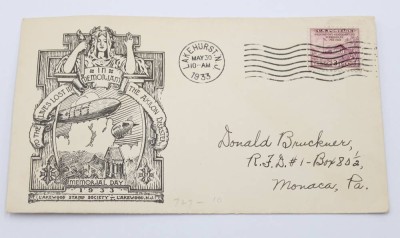 IN
MEMORIAM
TO THE LIVES LOST IN THE AKRON DISASTER
MEMORIAL DAY
1933
LAKEWOOD STAMP SOCIETY LAKEWOOD, N.J.
LAKEHURST, N.J.
MAY 30
10-AM
1933
U.S. POSTAGE
Donald Bruckner,
R.F.D. #1-Box 80½,
Monaca, Pa.